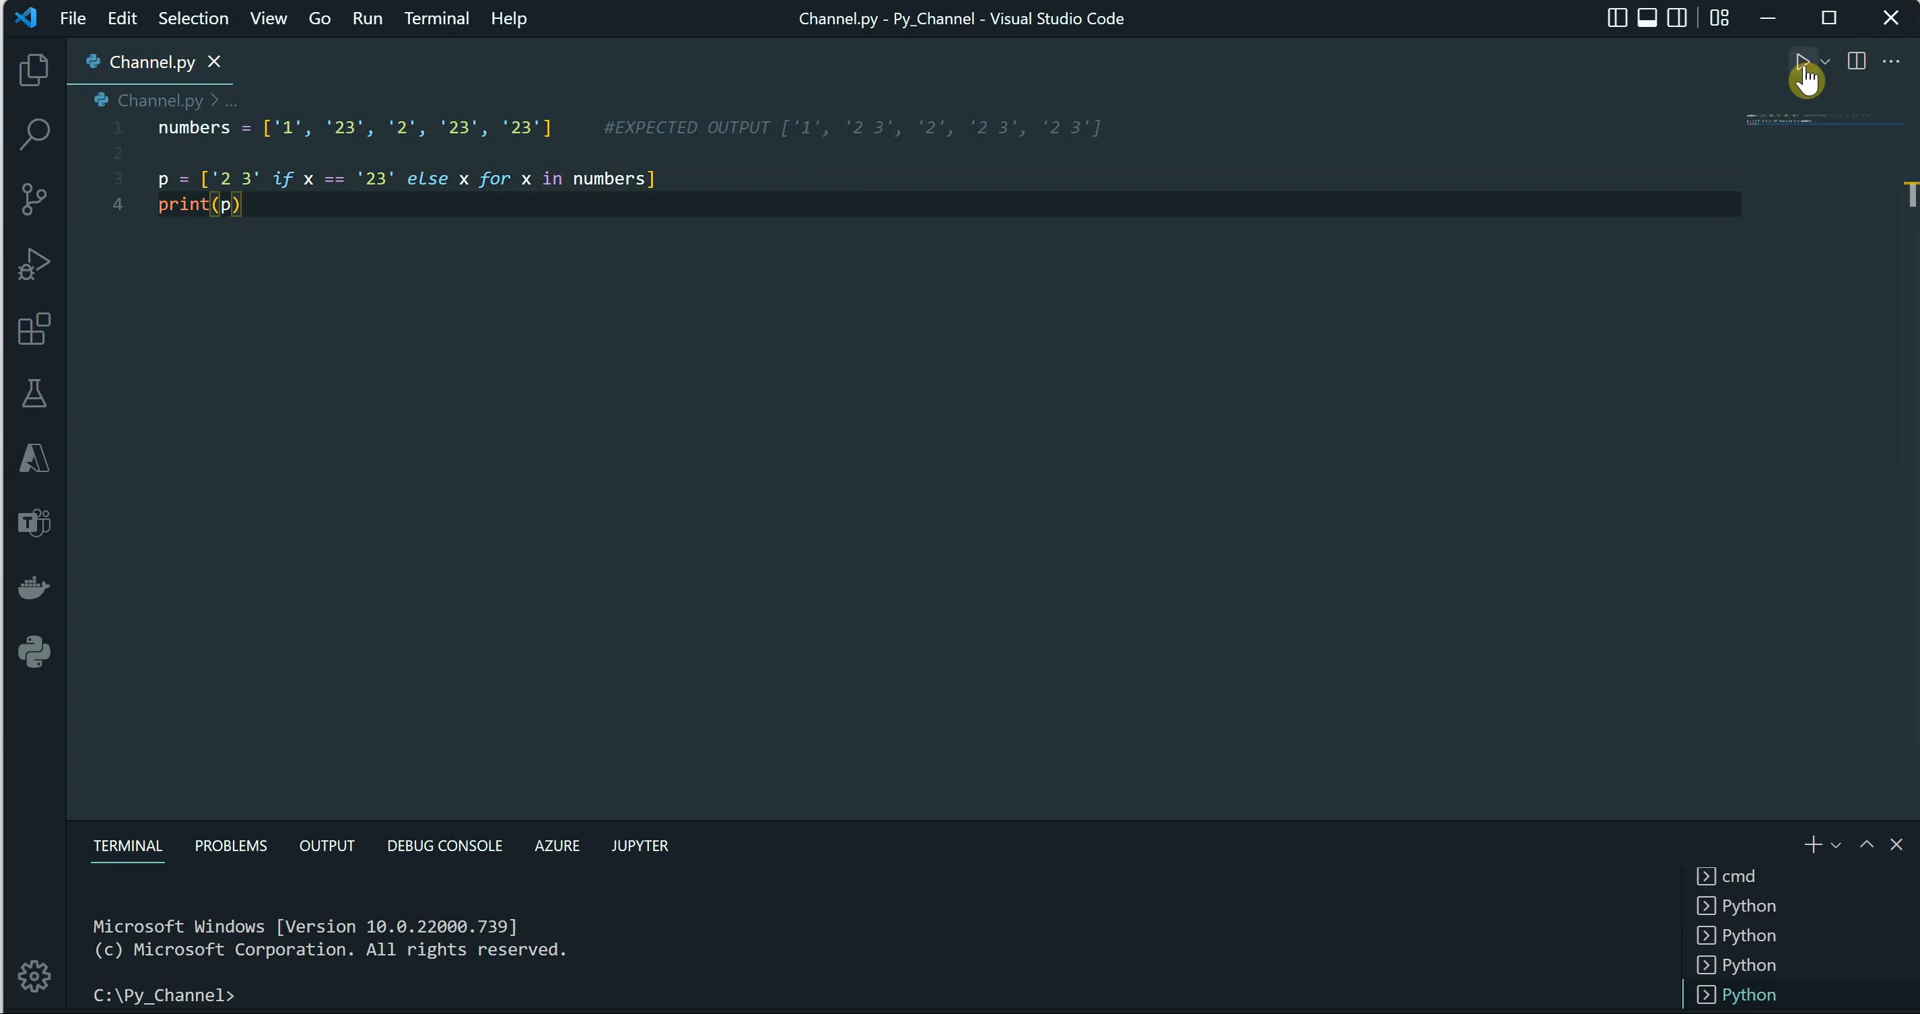 File Edit Selection View Go Run Terminal Help
Channel.py - Py_Channel - Visual Studio Code
Channel.py
Channel.py > ...
1 numbers = ['1', '23', '2', '23', '23'] #EXPECTED OUTPUT ['1', '2 3', '2', '2 3', '2 3']
2
3 p = ['2 3' if x == '23' else x for x in numbers]
4 print(p)
TERMINAL PROBLEMS OUTPUT DEBUG CONSOLE AZURE JUPYTER
Microsoft Windows [Version 10.0.22000.739]
(c) Microsoft Corporation. All rights reserved.
C:\Py_Channel>
cmd
Python
Python
Python
Python